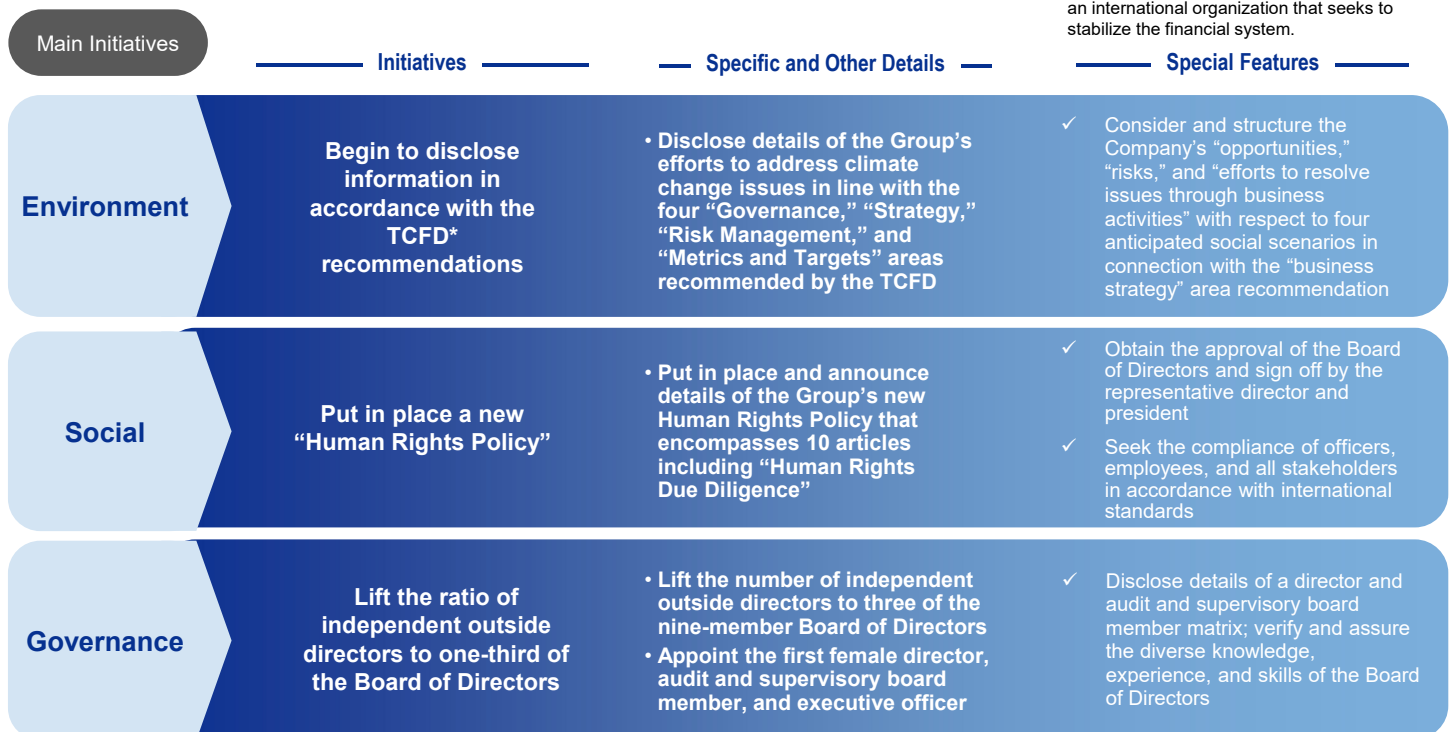 an international organization that seeks to
stabilize the financial system.
Main Initiatives
Initiatives
Specific and Other Details
Special Features
Environment
Begin to disclose
information in
accordance with the
TCFD*
recommendations
• Disclose details of the Group’s
efforts to address climate
change issues in line with the
four “Governance,” “Strategy,”
“Risk Management,” and
“Metrics and Targets” areas
recommended by the TCFD
✓ Consider and structure the
Company’s “opportunities,”
“risks,” and “efforts to resolve
issues through business
activities” with respect to four
anticipated social scenarios in
connection with the “business
strategy” area recommendation
Social
Put in place a new
“Human Rights Policy”
• Put in place and announce
details of the Group’s new
Human Rights Policy that
encompasses 10 articles
including “Human Rights
Due Diligence”
✓ Obtain the approval of the Board
of Directors and sign off by the
representative director and
president
✓ Seek the compliance of officers,
employees, and all stakeholders
in accordance with international
standards
Governance
Lift the ratio of
independent outside
directors to one-third of
the Board of Directors
• Lift the number of independent
outside directors to three of the
nine-member Board of Directors
• Appoint the first female director,
audit and supervisory board
member, and executive officer
✓ Disclose details of a director and
audit and supervisory board
member matrix; verify and assure
the diverse knowledge,
experience, and skills of the Board
of Directors